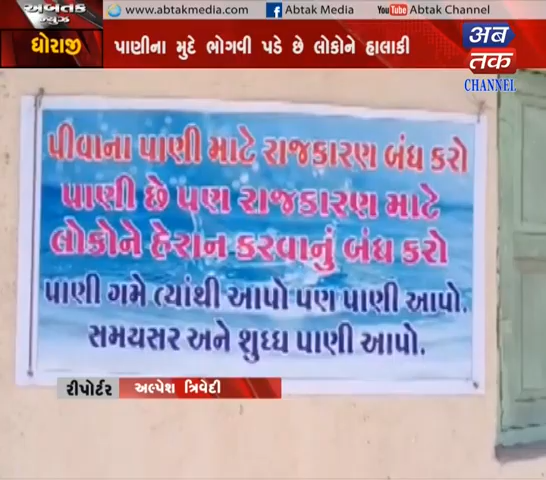 અબતક ન્યુઝ
www.abtakmedia.com
Abtak Media
YouTube Abtak Channel
ધોરાજી
પાણીના મુદે ભોગવી પડે છે લોકોને હાલાકી
અબ
તક
CHANNEL
પીવાના પાણી માટે રાજકારણ બંધ કરો
પાણી છે પણ રાજકારણ માટે
લોકોને હેરાન કરવાનું બંધ કરો
પાણી ગમે ત્યાંથી આપો પણ પાણી આપો.
સમયસર અને શુધ્ધ પાણી આપો.
રીપોર્ટર
અલ્પેશ ત્રિવેદી